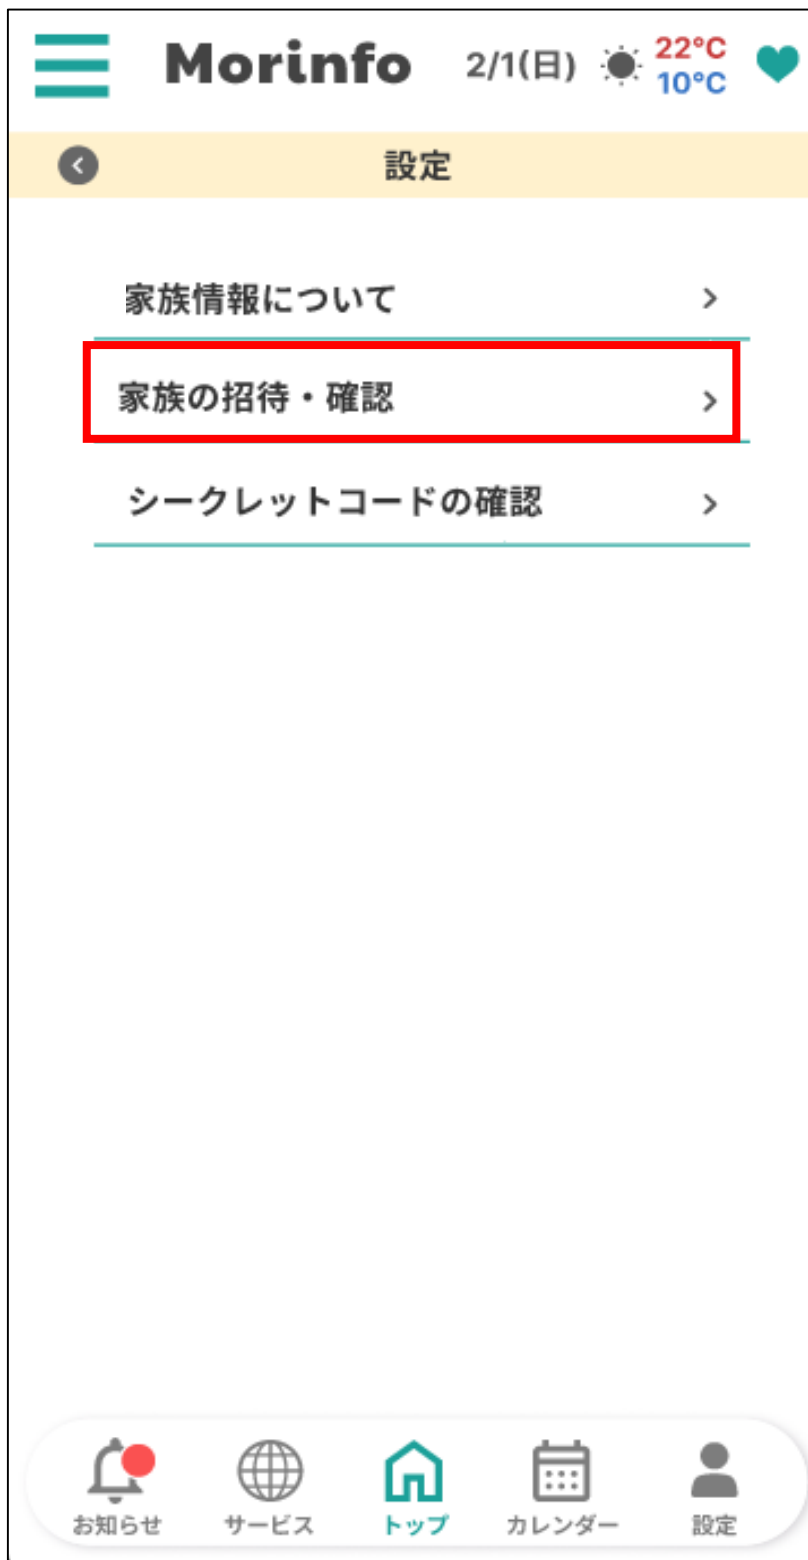 Morinfo 2/1(日) 22°C
10°C
設定
家族情報について
家族の招待・確認
シークレットコードの確認
お知らせ サービス トップ カレンダー 設定